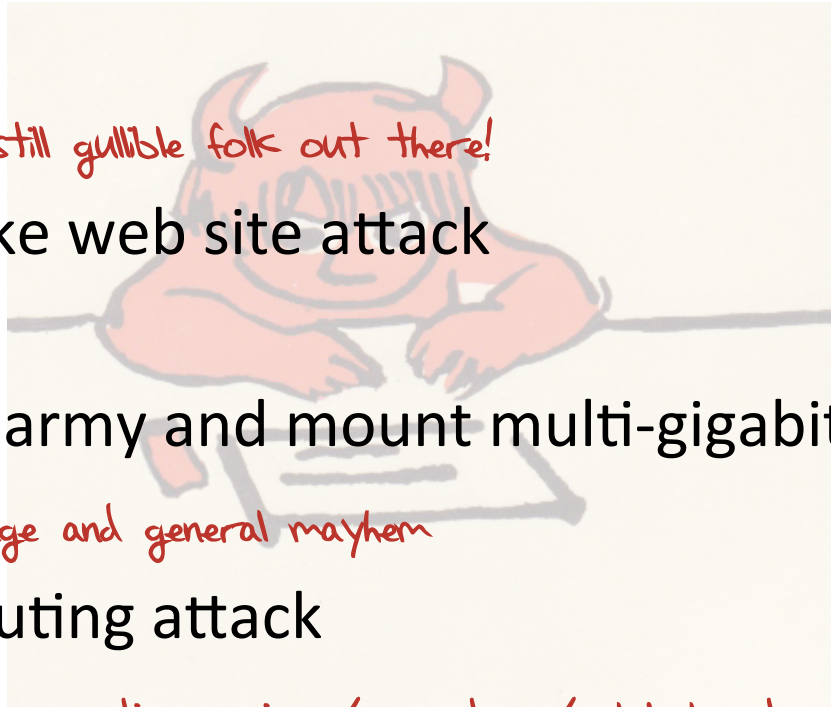 still gullible folk out there!
ke web site attack
army and mount multi-gigabit
ge and general mayhem
uting attack